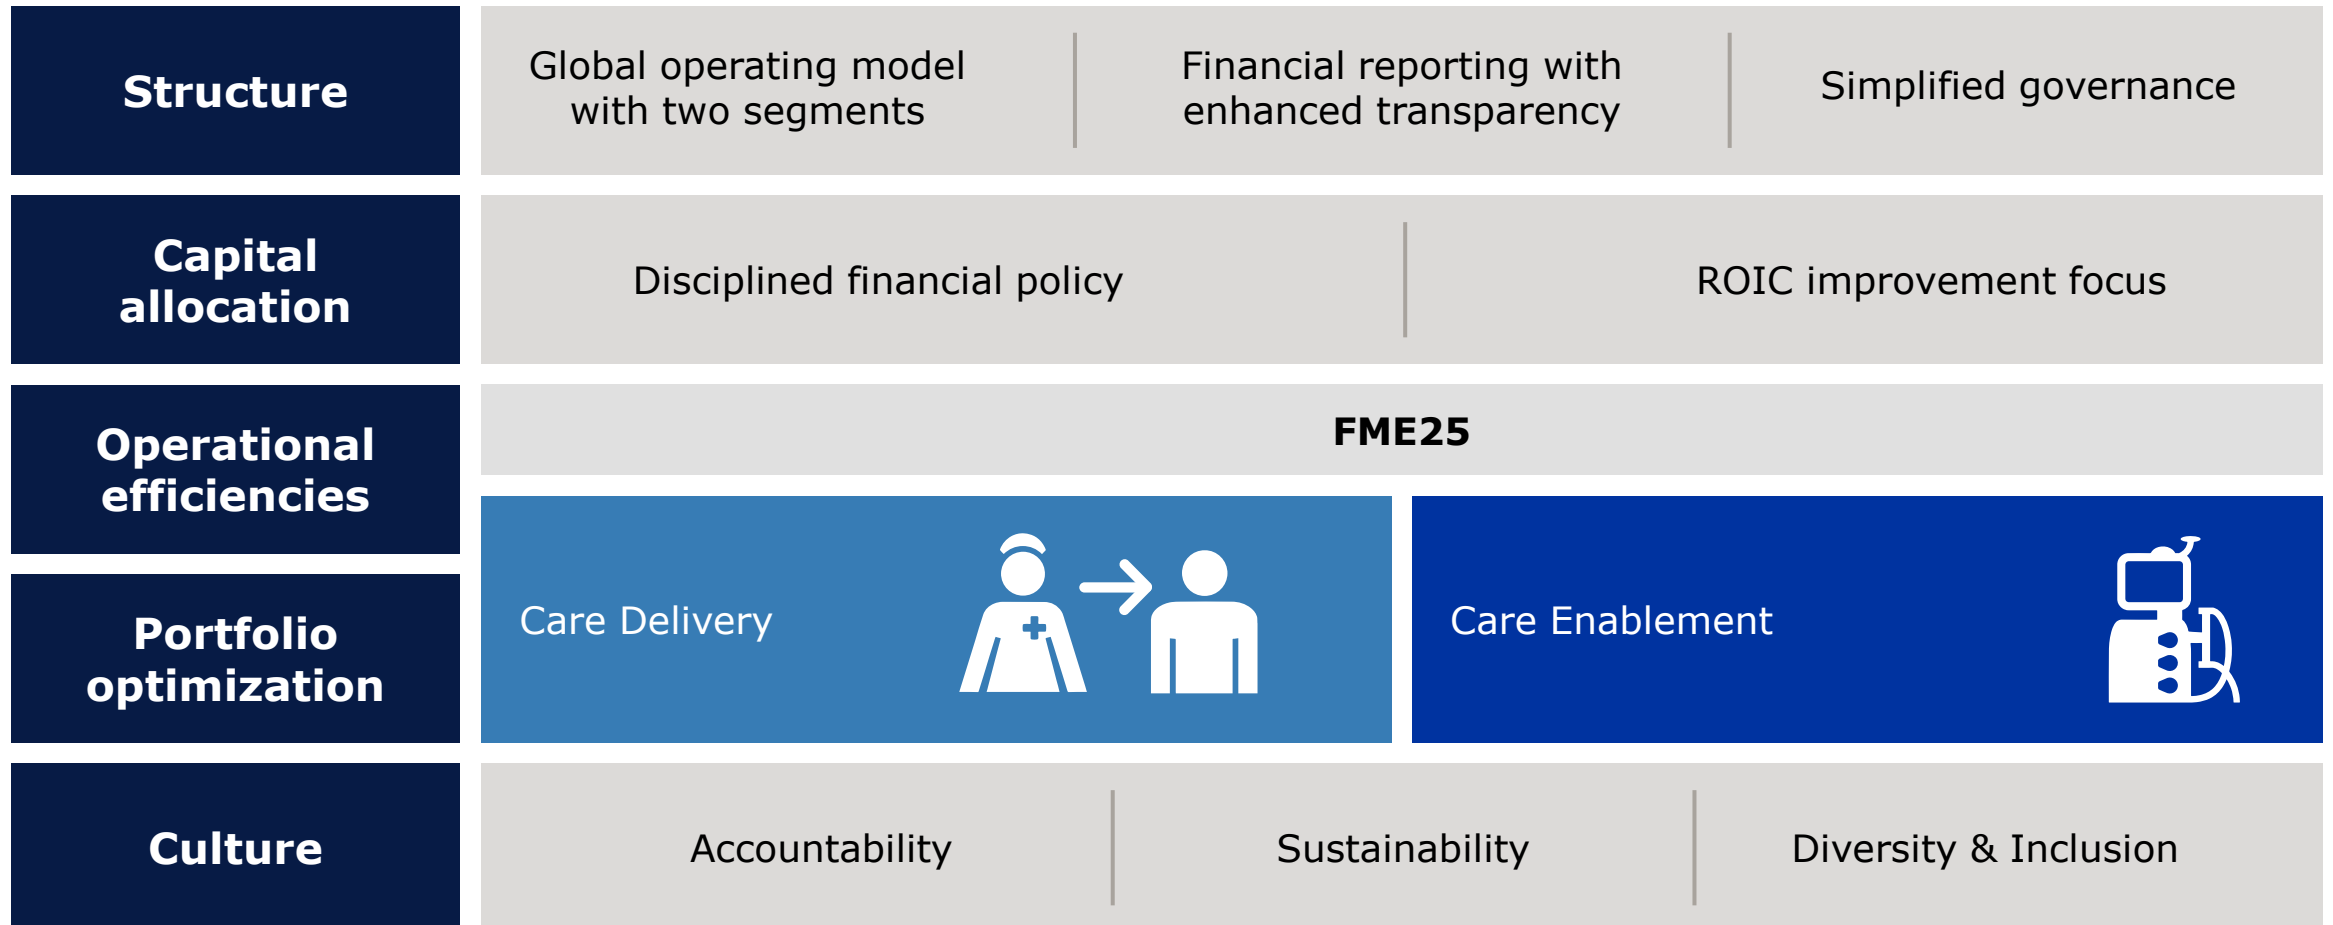 Structure
Global operating model
with two segments
Financial reporting with
enhanced transparency
Simplified governance
Capital
allocation
Disciplined financial policy
ROIC improvement focus
Operational
efficiencies
FME25
Portfolio
optimization
Care Delivery
Care Enablement
Culture
Accountability
Sustainability
Diversity & Inclusion